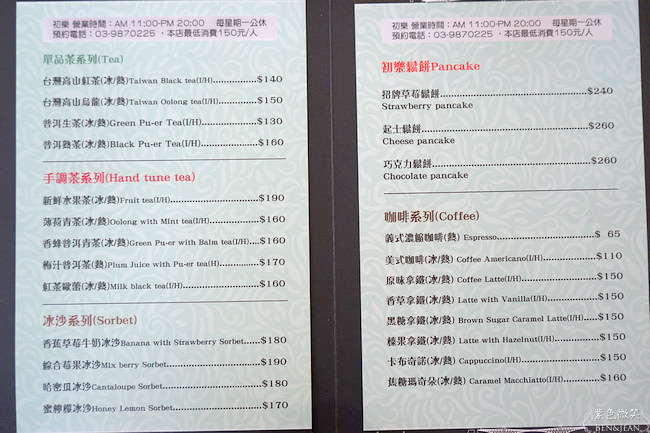 初樂 營業時間：AM 11:00-PM 20:00　每星期一公休
預約電話：03-9870225 ，本店最低消費150元/人
單品茶系列(Tea)
台灣高山紅茶(冰/熱)Taiwan Black tea(I/H)................$140
台灣高山烏龍(冰/熱)Taiwan Oolong tea(I/H)..............$150
普洱生茶(冰/熱)Green Pu-er Tea(I/H)...................$130
普洱熟茶(冰/熱)Black Pu-er Tea(I/H)...................$160
手調茶系列(Hand tune tea)
新鮮水果茶(冰/熱)Fruit tea(I/H)............................$190
薄荷青茶(冰/熱)Oolong with Mint tea(I/H)..............$160
香蜂普洱青茶(冰/熱)Green Pu-er with Balm tea(I/H)....$160
梅汁普洱茶(熱)Plum Juice with Pu-er tea(H)..........$170
紅茶歐蕾(冰/熱)Milk black tea(I/H)........................$160
冰沙系列(Sorbet)
香蕉草莓牛奶冰沙Banana with Strawberry Sorbet.....$180
綜合莓果冰沙Mix berry Sorbet.............................$190
哈密瓜冰沙Cantaloupe Sorbet..............................$180
蜜檸檬冰沙Honey Lemon Sorbet..........................$170
初樂 營業時間：AM 11:00-PM 20:00　每星期一公休
預約電話：03-9870225 ，本店最低消費150元/人
初樂鬆餅Pancake
招牌草莓鬆餅..............................................$240
Strawberry pancake
起士鬆餅......................................................$260
Cheese pancake
巧克力鬆餅..................................................$260
Chocolate pancake
咖啡系列(Coffee)
義式濃縮咖啡(熱) Espresso................................$ 65
美式咖啡(冰/熱) Coffee Americano(I/H)...............$110
原味拿鐵(冰/熱) Coffee Latte(I/H).....................$150
香草拿鐵(冰/熱) Latte with Vanilla(I/H)..............$150
黑糖拿鐵(冰/熱) Brown Sugar Caramel Latte(I/H)....$150
榛果拿鐵(冰/熱) Latte with Hazelnut(I/H)............$150
卡布奇諾(冰/熱) Cappuccino(I/H)........................$150
焦糖瑪奇朵(冰/熱) Caramel Macchiatto(I/H)..........$160
紫色微笑
BEN&JEAN